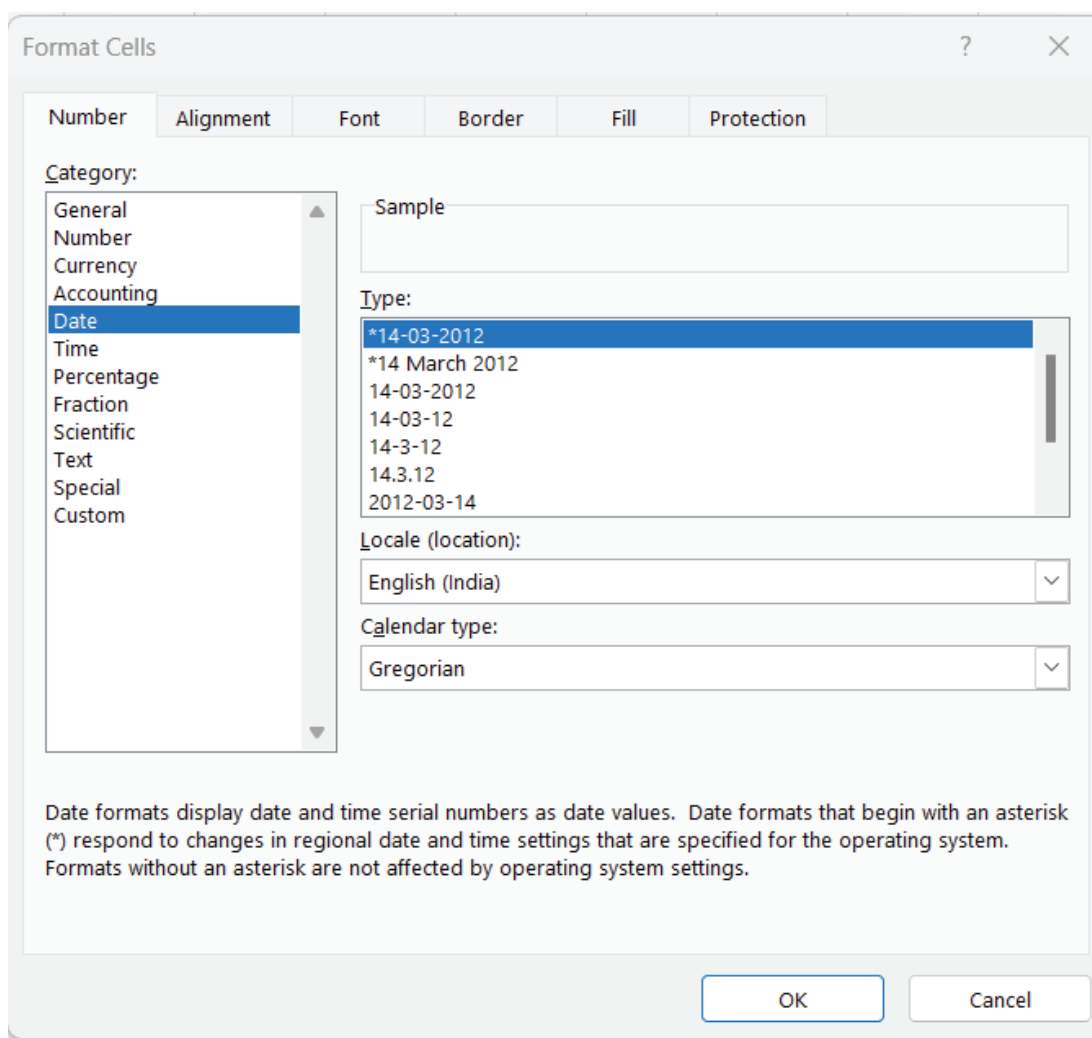 Format Cells
?
Number Alignment Font Border Fill Protection
Category:
General
Number
Currency
Accounting
Date
Time
Percentage
Fraction
Scientific
Text
Special
Custom
Sample
Type:
*14-03-2012
*14 March 2012
14-03-2012
14-03-12
14-3-12
14.3.12
2012-03-14
Locale (location):
English (India)
Calendar type:
Gregorian
Date formats display date and time serial numbers as date values.  Date formats that begin with an asterisk
(*) respond to changes in regional date and time settings that are specified for the operating system.
Formats without an asterisk are not affected by operating system settings.
OK Cancel